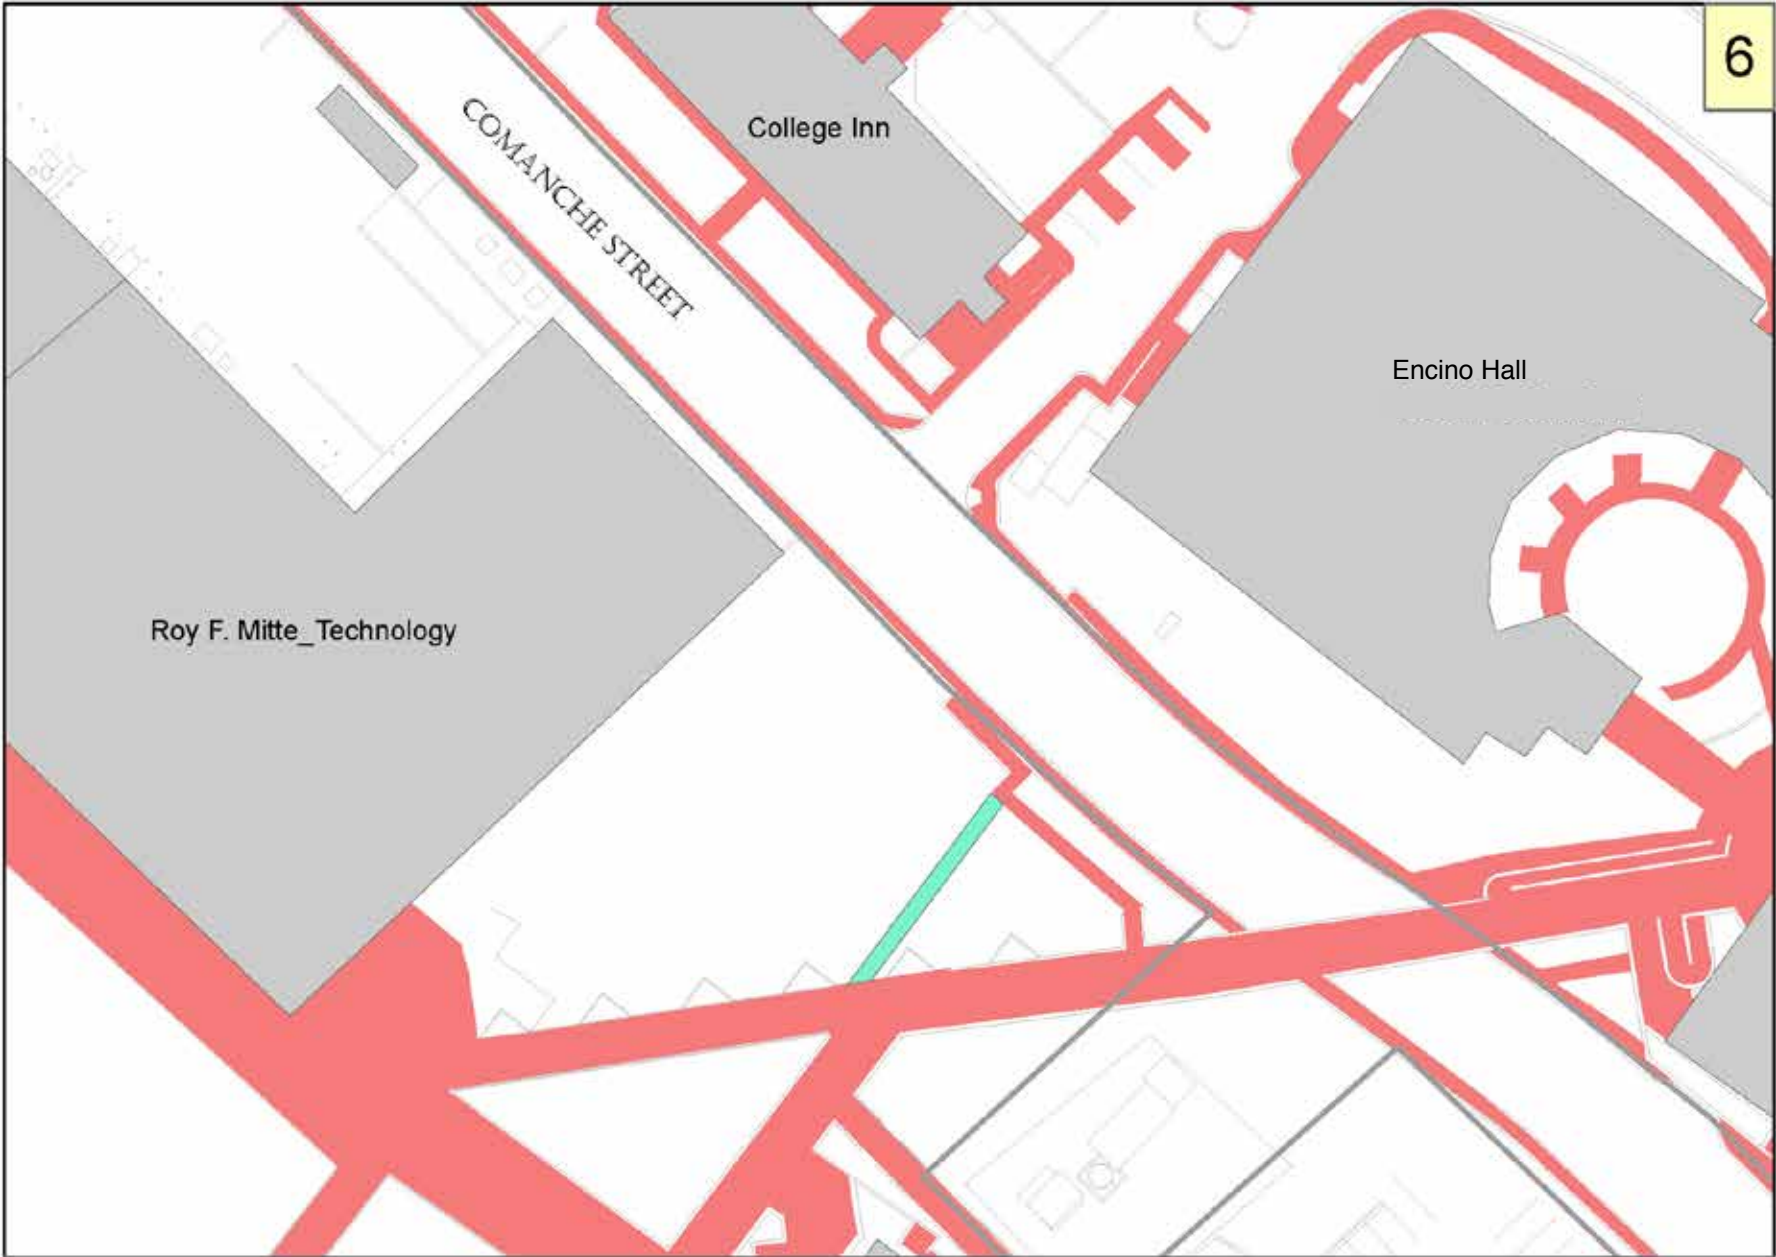 6
College Inn
COMANCHE STREET
Encino Hall
Roy F. Mitte_Technology